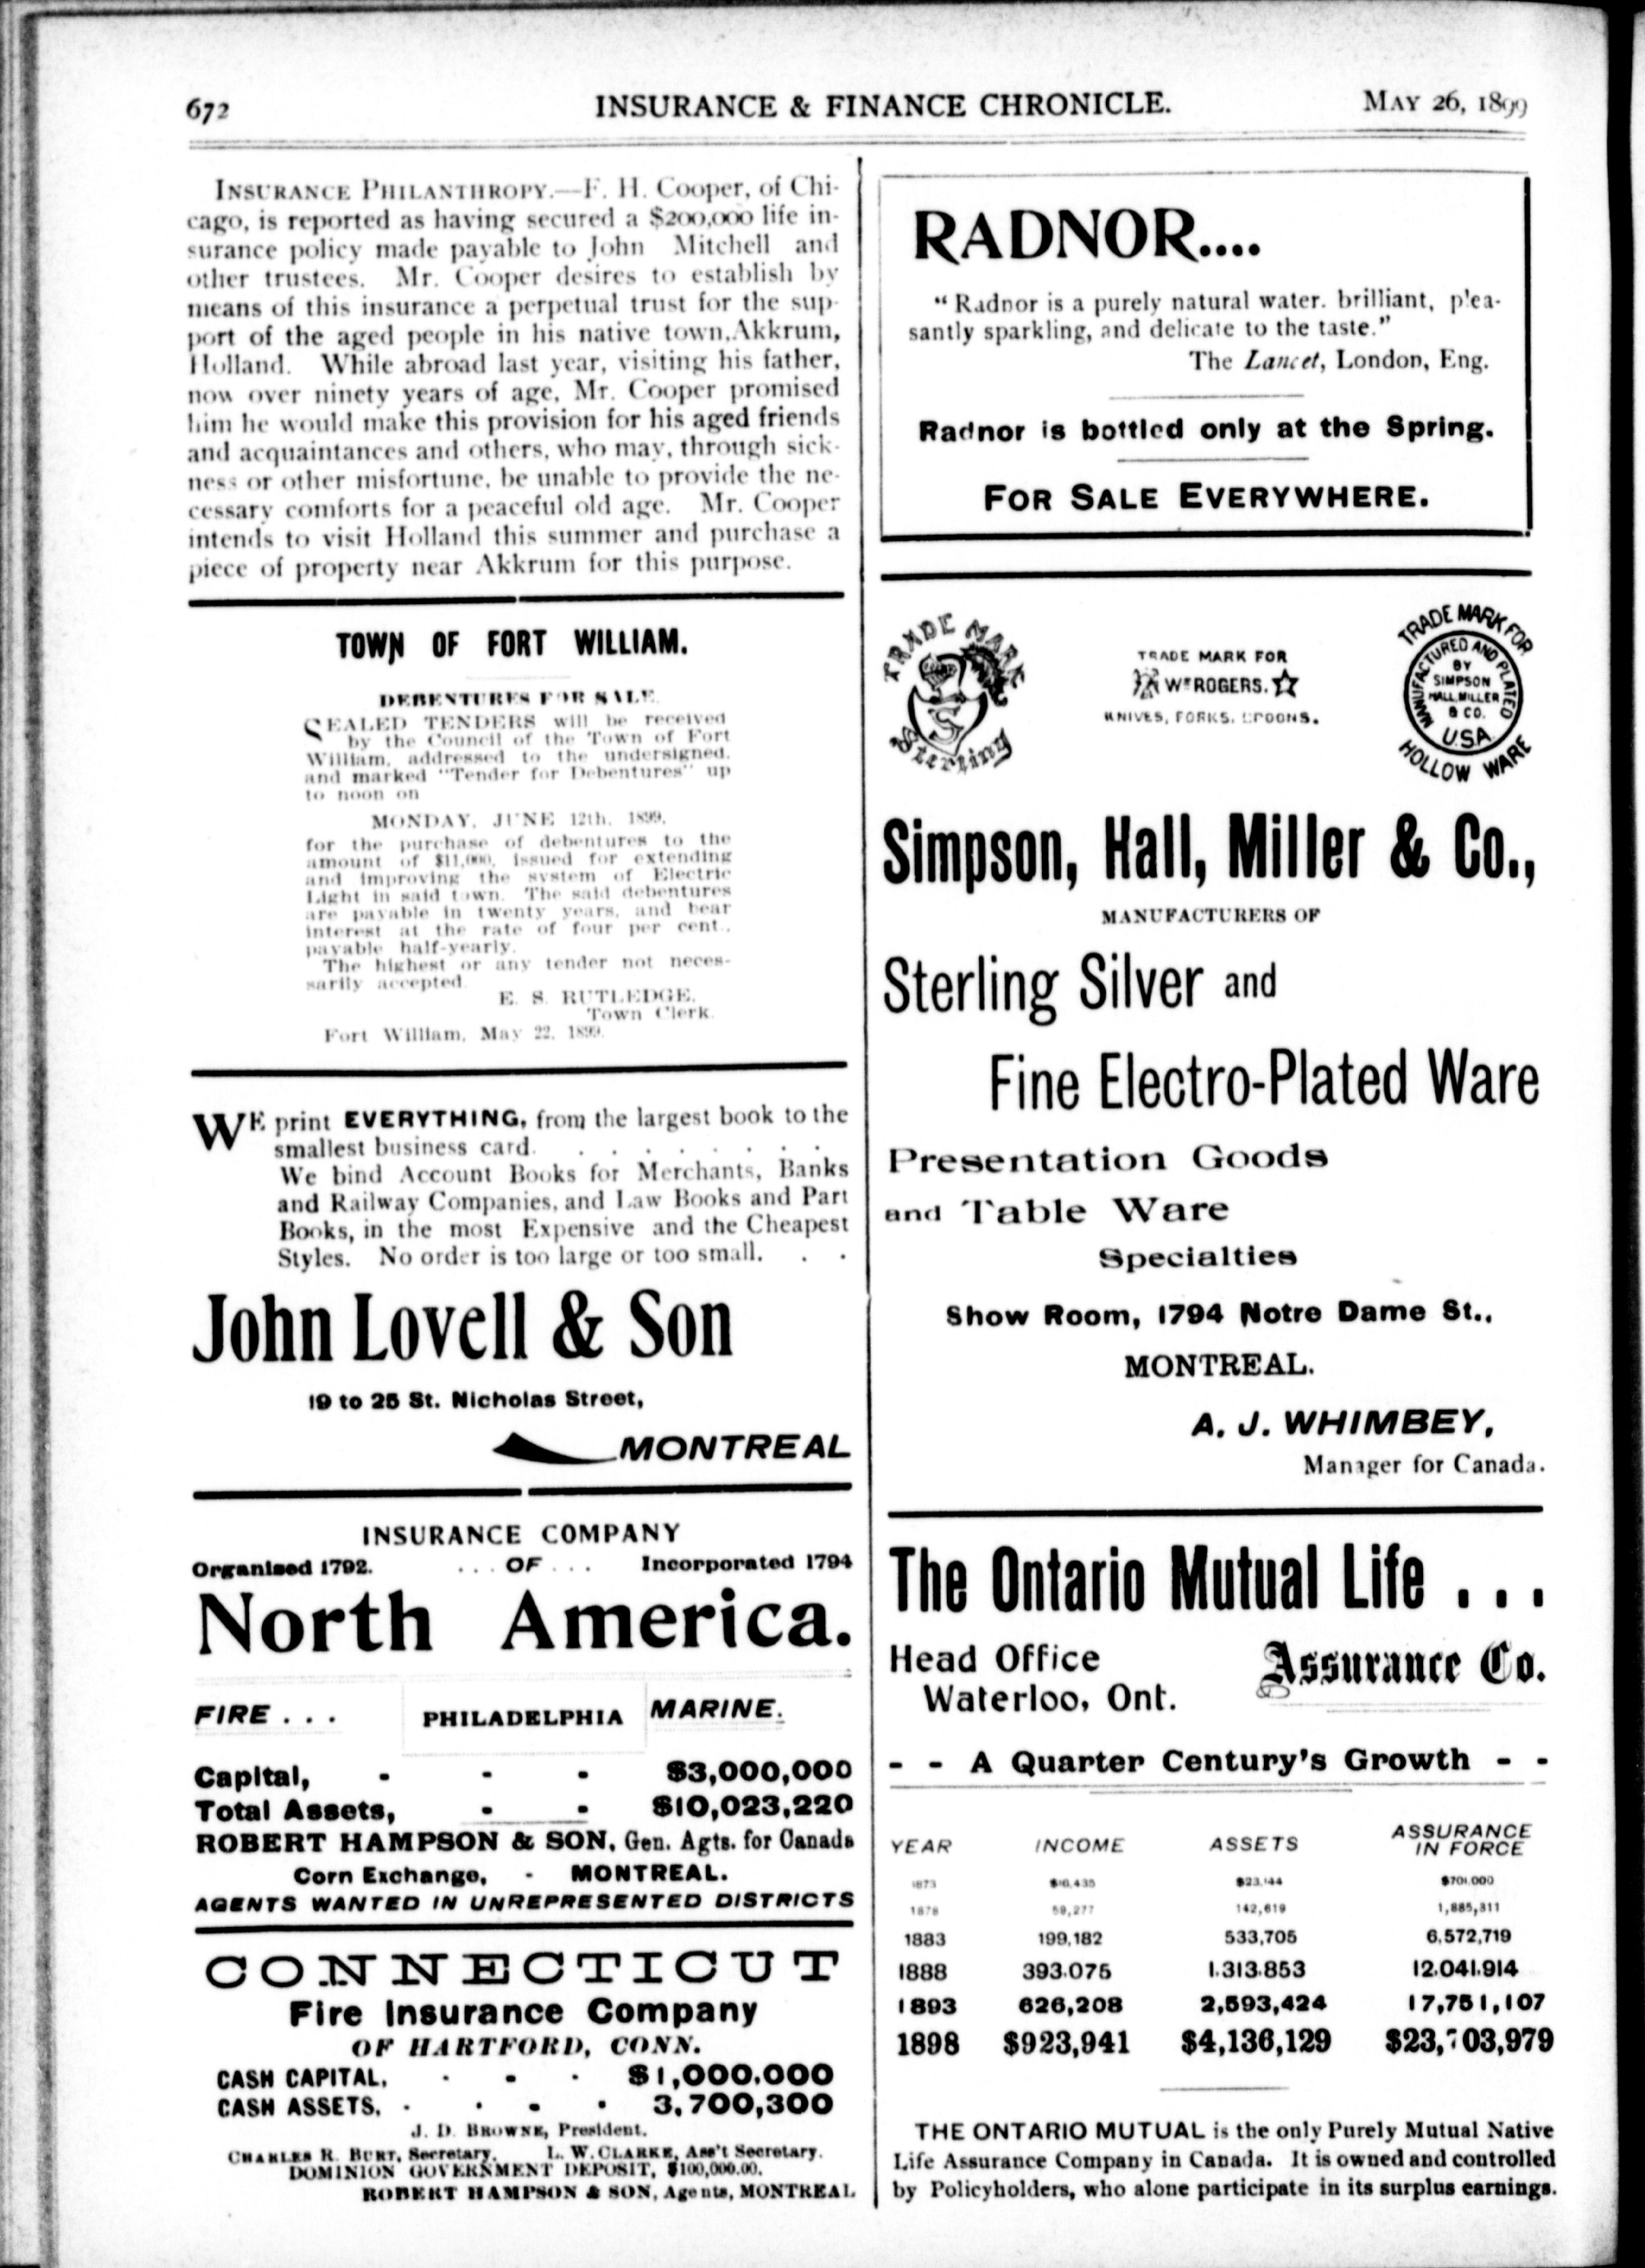 672
INSURANCE & FINANCE CHRONICLE.
MAY 26, 1899
INSURANCE PHILANTHROPY.—F. H. Cooper, of Chi-
cago, is reported as having secured a $200,000 life in-
surance policy made payable to John Mitchell and
other trustees. Mr. Cooper desires to establish by
means of this insurance a perpetual trust for the sup-
port of the aged people in his native town, Akkrum,
Holland. While abroad last year, visiting his father,
now over ninety years of age, Mr. Cooper promised
him he would make this provision for his aged friends
and acquaintances and others, who may, through sick-
ness or other misfortune, be unable to provide the ne-
cessary comforts for a peaceful old age. Mr. Cooper
intends to visit Holland this summer and purchase a
piece of property near Akkrum for this purpose.
TOWN OF FORT WILLIAM.
DEBENTURES FOR SALE.
SEALED TENDERS will be received
by the Council of the Town of Fort
William, addressed to the undersigned,
and marked "Tender for Debentures" up
to noon on
MONDAY, JUNE 12th, 1899,
for the purchase of debentures to the
amount of $11,000, issued for extending
and improving the system of Electric
Light in said town. The said debentures
are payable in twenty years, and bear
interest at the rate of four per cent.,
payable half-yearly.
The highest or any tender not neces-
sarily accepted.
E. S. RUTLEDGE,
Town Clerk.
Fort William, May 22, 1899.
WE print EVERYTHING, from the largest book to the
smallest business card. . . . . . . .
We bind Account Books for Merchants, Banks
and Railway Companies, and Law Books and Part
Books, in the most Expensive and the Cheapest
Styles. No order is too large or too small. . .
John Lovell & Son
19 to 25 St. Nicholas Street,
MONTREAL
INSURANCE COMPANY
Organised 1792. ... OF ... Incorporated 1794
North America.
FIRE . . . PHILADELPHIA MARINE.
Capital, - - - $3,000,000
Total Assets, - - $10,023,220
ROBERT HAMPSON & SON, Gen. Agts. for Canada
Corn Exchange, - MONTREAL.
AGENTS WANTED IN UNREPRESENTED DISTRICTS
CONNECTICUT
Fire Insurance Company
OF HARTFORD, CONN.
CASH CAPITAL, - - - $1,000,000
CASH ASSETS, - - - - 3,700,300
J. D. BROWNE, President.
CHARLES R. BURT, Secretary. L. W. CLARKE, Ass't Secretary.
DOMINION GOVERNMENT DEPOSIT, $100,000.00.
ROBERT HAMPSON & SON, Agents, MONTREAL
RADNOR....
"Radnor is a purely natural water. brilliant, plea-
santly sparkling, and delicate to the taste."
The Lancet, London, Eng.
Radnor is bottled only at the Spring.
FOR SALE EVERYWHERE.
TRADE MARK
S
Sterling
TRADE MARK FOR
Wm ROGERS.
KNIVES, FORKS, SPOONS.
TRADE MARK FOR
MANUFACTURED AND PLATED
BY
SIMPSON
HALL, MILLER
& CO.
U.S.A.
HOLLOW WARE
Simpson, Hall, Miller & Co.,
MANUFACTURERS OF
Sterling Silver and
Fine Electro-Plated Ware
Presentation Goods
and Table Ware
Specialties
Show Room, 1794 Notre Dame St.,
MONTREAL.
A. J. WHIMBEY,
Manager for Canada.
The Ontario Mutual Life . . .
Head Office
Waterloo, Ont.
Assurance Co.
- - A Quarter Century's Growth - -
YEAR INCOME ASSETS ASSURANCE IN FORCE
1873 $23,144 $701,000
1878 59,277 142,619 1,885,311
1883 199,182 533,705 6,572,719
1888 393,075 1,313,853 12,041,914
1893 626,208 2,593,424 17,751,107
1898 $923,941 $4,136,129 $23,703,979
THE ONTARIO MUTUAL is the only Purely Mutual Native
Life Assurance Company in Canada. It is owned and controlled
by Policyholders, who alone participate in its surplus earnings.